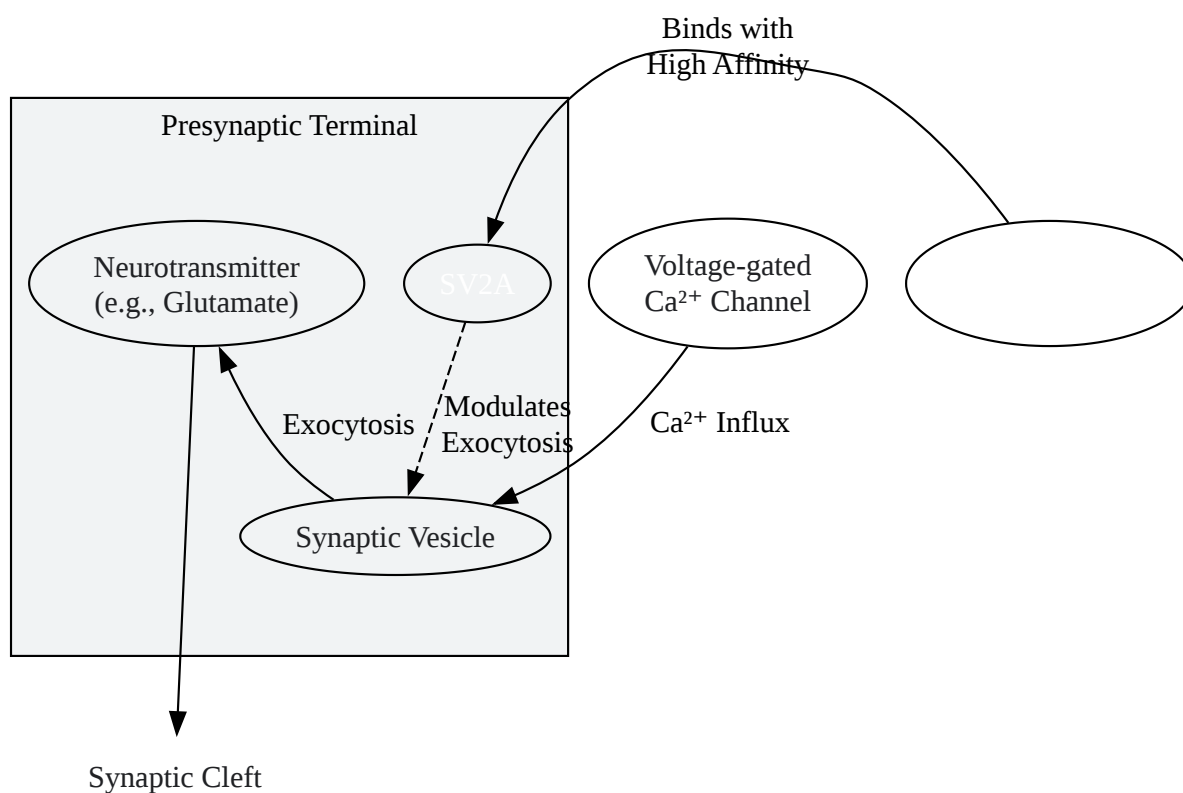 Binds with
High Affinity
Presynaptic Terminal
Neurotransmitter
(e.g., Glutamate)
SV2A
Voltage-gated
Ca²⁺ Channel
Exocytosis
Modulates
Exocytosis
Ca²⁺ Influx
Synaptic Vesicle
Synaptic Cleft